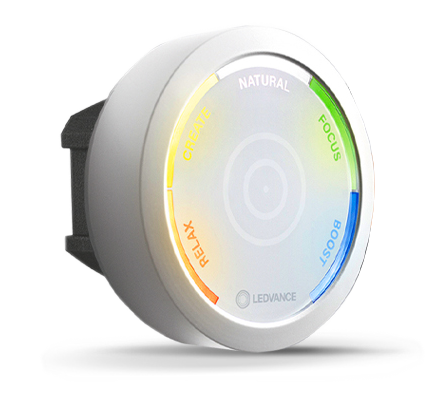 NATURAL
FOCUS
BOOST
RELAX
CREATE
LEDVANCE